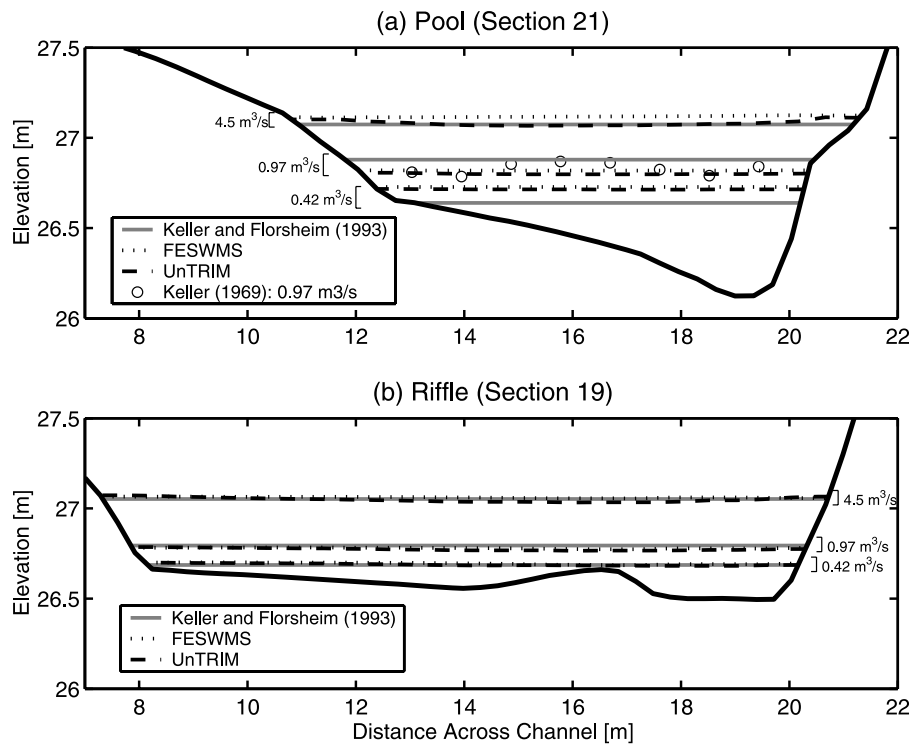 (a) Pool (Section 21)
27.5
27
26.5
26
Elevation [m]
4.5 m³/s
0.97 m³/s
0.42 m³/s
Keller and Florsheim (1993)
FESWMS
UnTRIM
Keller (1969): 0.97 m3/s
8 10 12 14 16 18 20 22
(b) Riffle (Section 19)
27.5
27
26.5
26
Elevation [m]
4.5 m³/s
0.97 m³/s
0.42 m³/s
Keller and Florsheim (1993)
FESWMS
UnTRIM
8 10 12 14 16 18 20 22
Distance Across Channel [m]